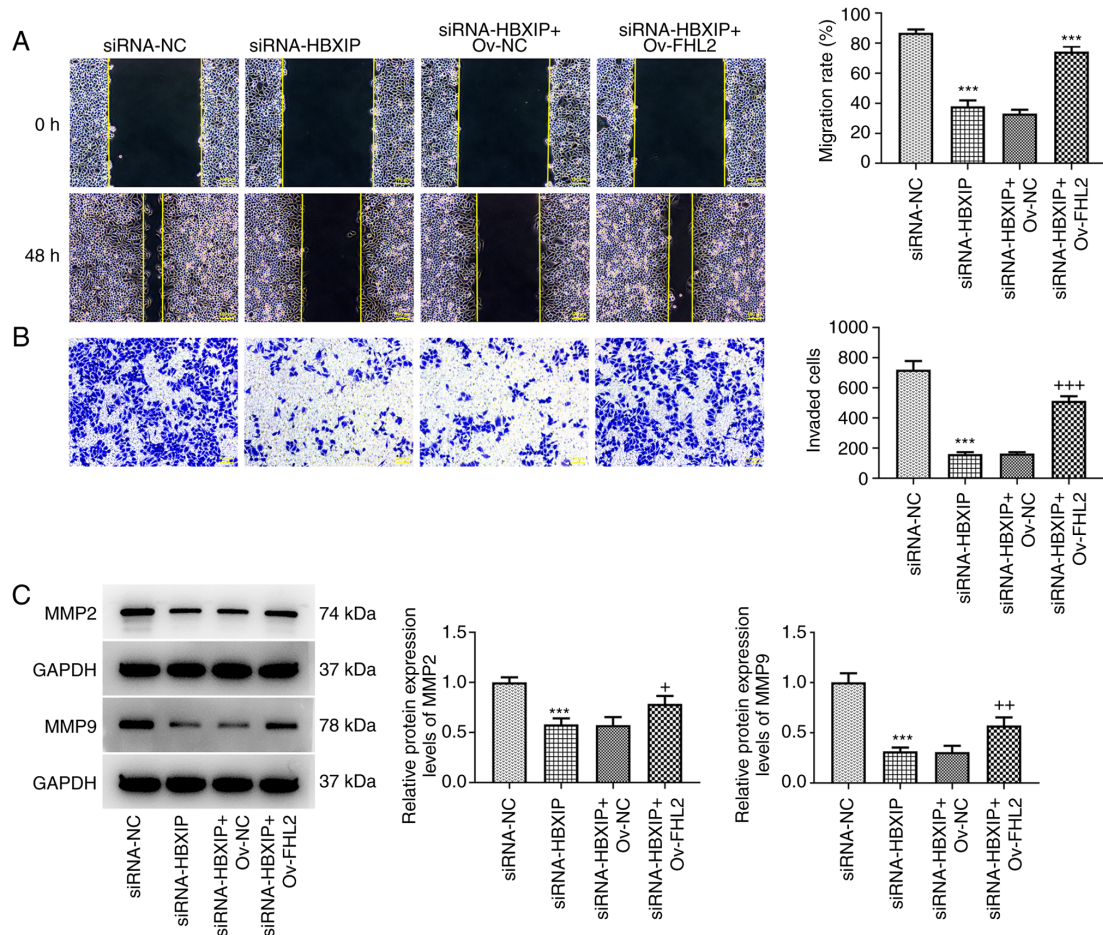 A
siRNA-NC
siRNA-HBXIP
siRNA-HBXIP+
Ov-NC
siRNA-HBXIP+
Ov-FHL2
0 h
48 h
Migration rate (%)
100
80
60
40
20
0
***
***
siRNA-NC
siRNA-HBXIP
siRNA-HBXIP+
Ov-NC
siRNA-HBXIP+
Ov-FHL2
B
Invaded cells
1000
800
600
400
200
0
***
+++
siRNA-NC
siRNA-HBXIP
siRNA-HBXIP+
Ov-NC
siRNA-HBXIP+
Ov-FHL2
C
MMP2
74 kDa
GAPDH
37 kDa
MMP9
78 kDa
GAPDH
37 kDa
siRNA-NC
siRNA-HBXIP
siRNA-HBXIP+
Ov-NC
siRNA-HBXIP+
Ov-FHL2
Relative protein expression
levels of MMP2
1.5
1.0
0.5
0.0
***
+
siRNA-NC
siRNA-HBXIP
siRNA-HBXIP+
Ov-NC
siRNA-HBXIP+
Ov-FHL2
Relative protein expression
levels of MMP9
1.5
1.0
0.5
0.0
***
++
siRNA-NC
siRNA-HBXIP
siRNA-HBXIP+
Ov-NC
siRNA-HBXIP+
Ov-FHL2